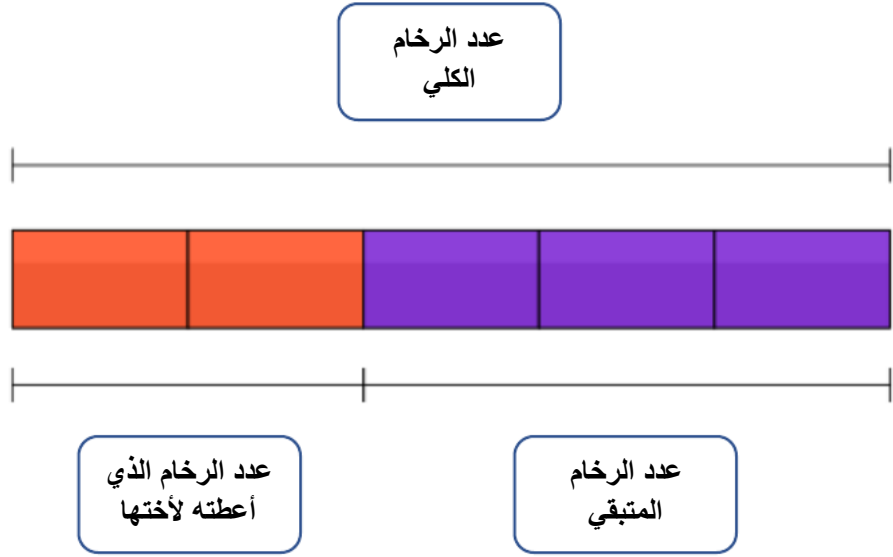 عدد الرخام
الكلي
عدد الرخام
المتبقي
عدد الرخام الذي
أعطته لأختها